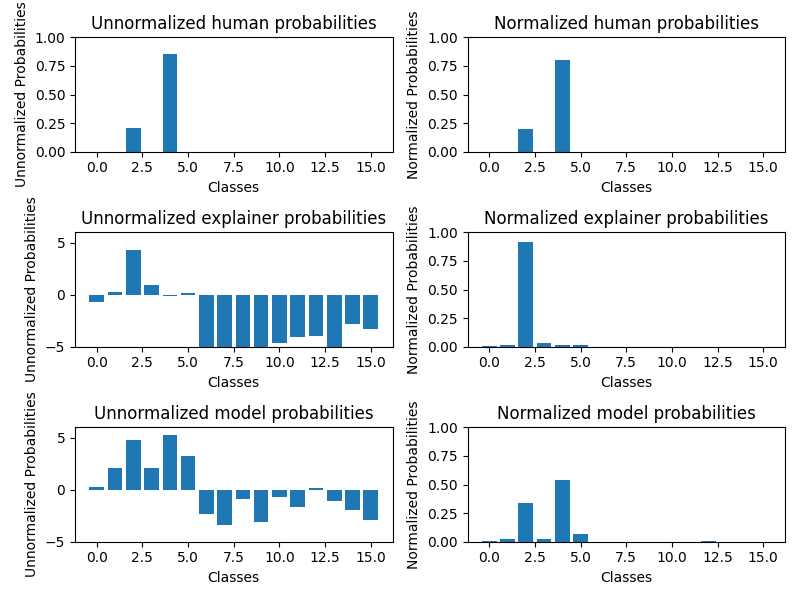 Unnormalized human probabilities
Unnormalized Probabilities
1.00
0.75
0.50
0.25
0.00
0.0 2.5 5.0 7.5 10.0 12.5 15.0
Classes
Normalized human probabilities
Normalized Probabilities
1.00
0.75
0.50
0.25
0.00
0.0 2.5 5.0 7.5 10.0 12.5 15.0
Classes
Unnormalized explainer probabilities
Unnormalized Probabilities
5
0
−5
0.0 2.5 5.0 7.5 10.0 12.5 15.0
Classes
Normalized explainer probabilities
Normalized Probabilities
1.00
0.75
0.50
0.25
0.00
0.0 2.5 5.0 7.5 10.0 12.5 15.0
Classes
Unnormalized model probabilities
Unnormalized Probabilities
5
0
−5
0.0 2.5 5.0 7.5 10.0 12.5 15.0
Classes
Normalized model probabilities
Normalized Probabilities
1.00
0.75
0.50
0.25
0.00
0.0 2.5 5.0 7.5 10.0 12.5 15.0
Classes